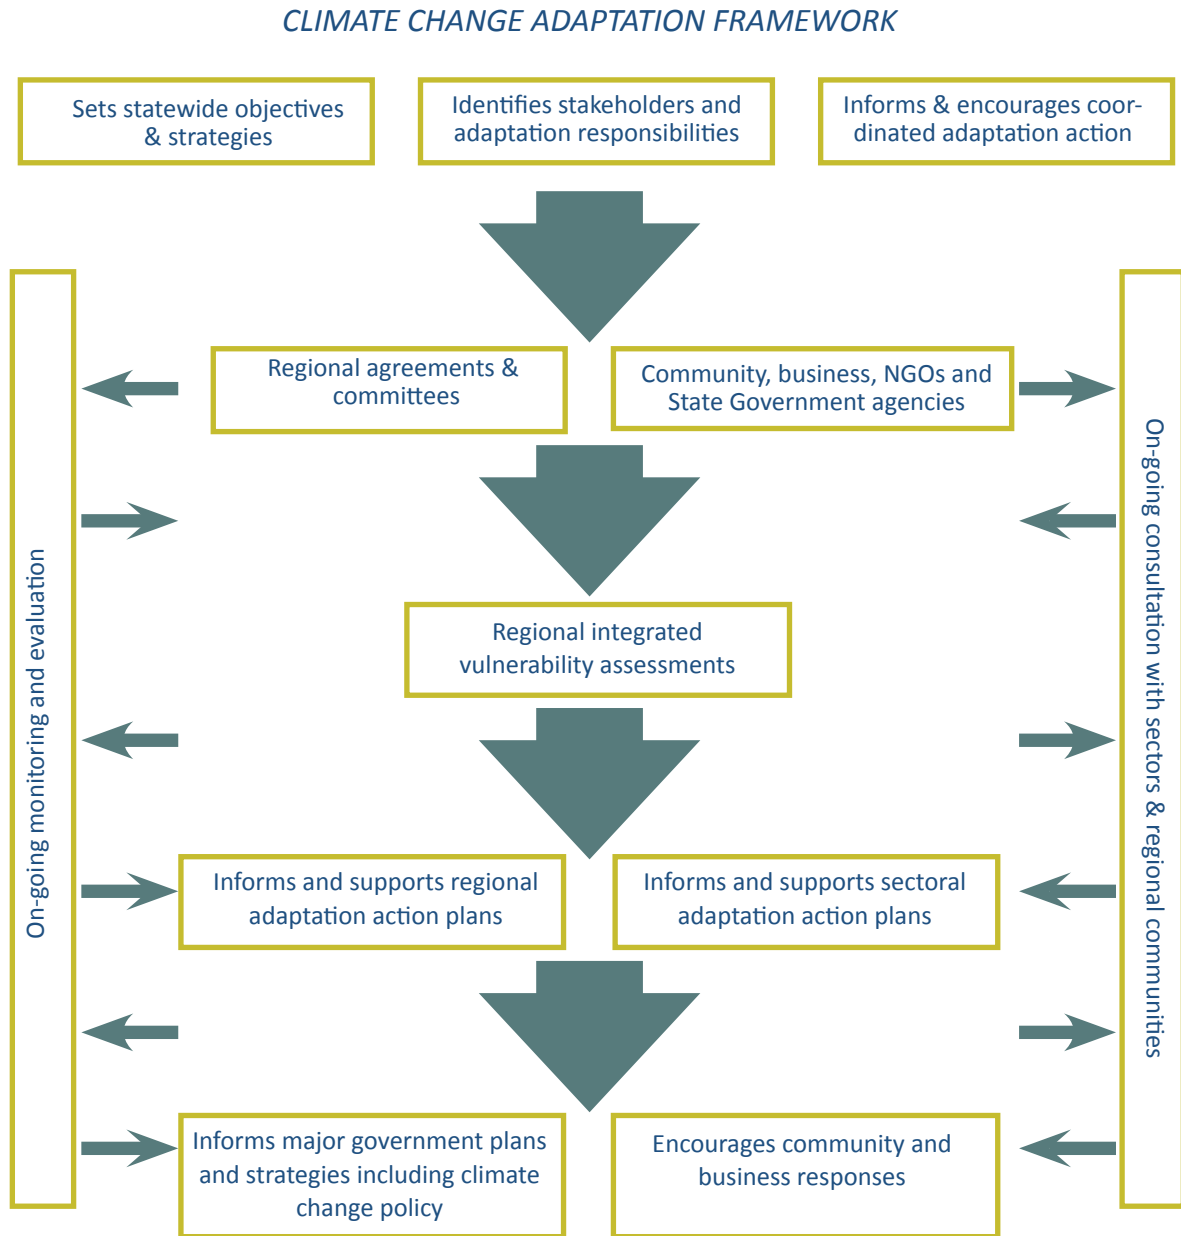 CLIMATE CHANGE ADAPTATION FRAMEWORK
Sets statewide objectives
& strategies
Identifies stakeholders and
adaptation responsibilities
Informs & encourages coor-
dinated adaptation action
Regional agreements &
committees
Community, business, NGOs and
State Government agencies
On-going monitoring and evaluation
On-going consultation with sectors & regional communities
Regional integrated
vulnerability assessments
Informs and supports regional
adaptation action plans
Informs and supports sectoral
adaptation action plans
Informs major government plans
and strategies including climate
change policy
Encourages community and
business responses